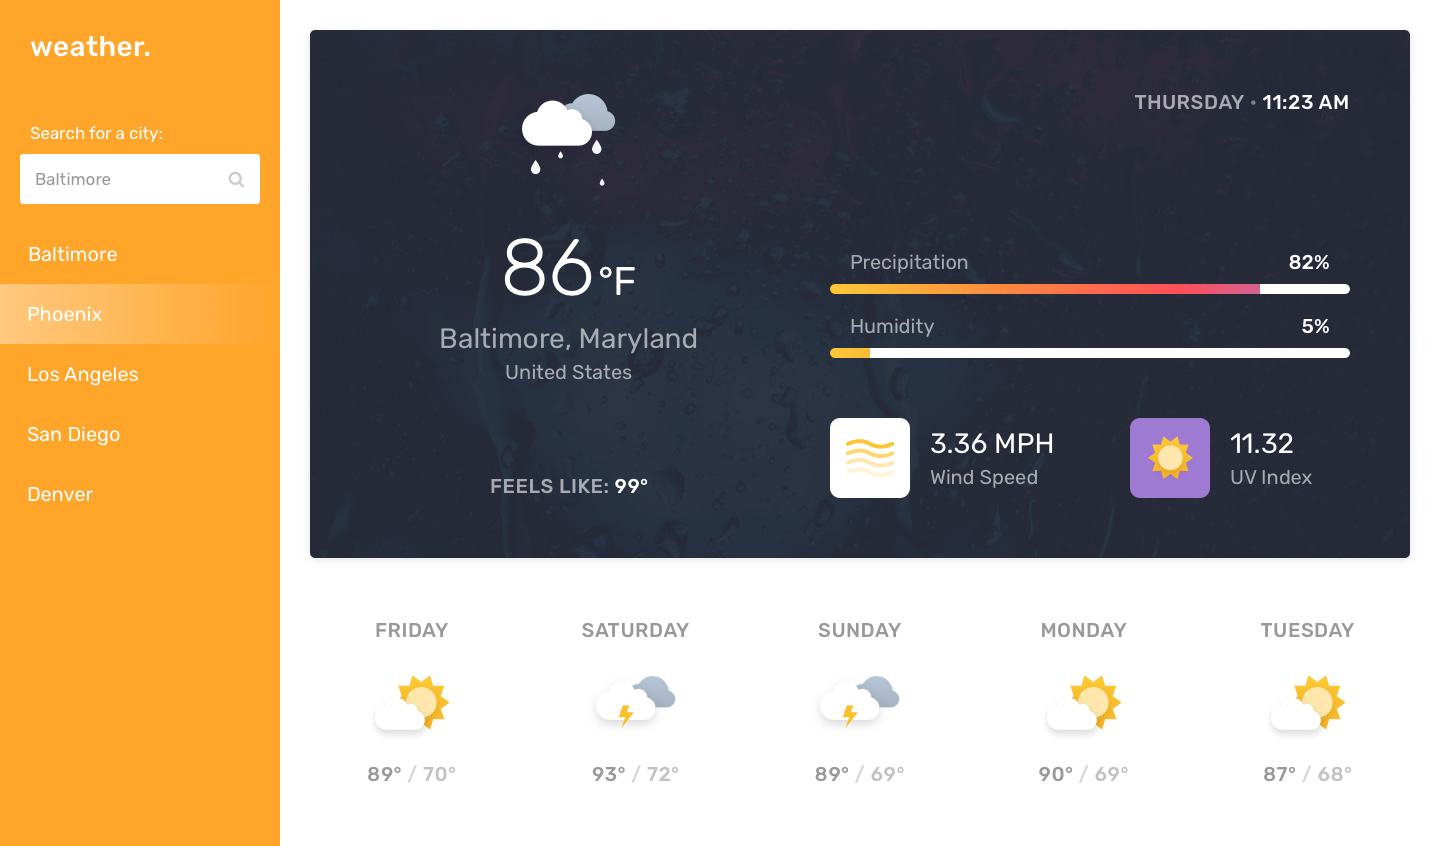 weather.
Search for a city:
Baltimore
Baltimore
Phoenix
Los Angeles
San Diego
Denver
THURSDAY • 11:23 AM
86°F
Baltimore, Maryland
United States
FEELS LIKE: 99°
Precipitation 82%
Humidity 5%
3.36 MPH
Wind Speed
11.32
UV Index
FRIDAY
89° / 70°
SATURDAY
93° / 72°
SUNDAY
89° / 69°
MONDAY
90° / 69°
TUESDAY
87° / 68°